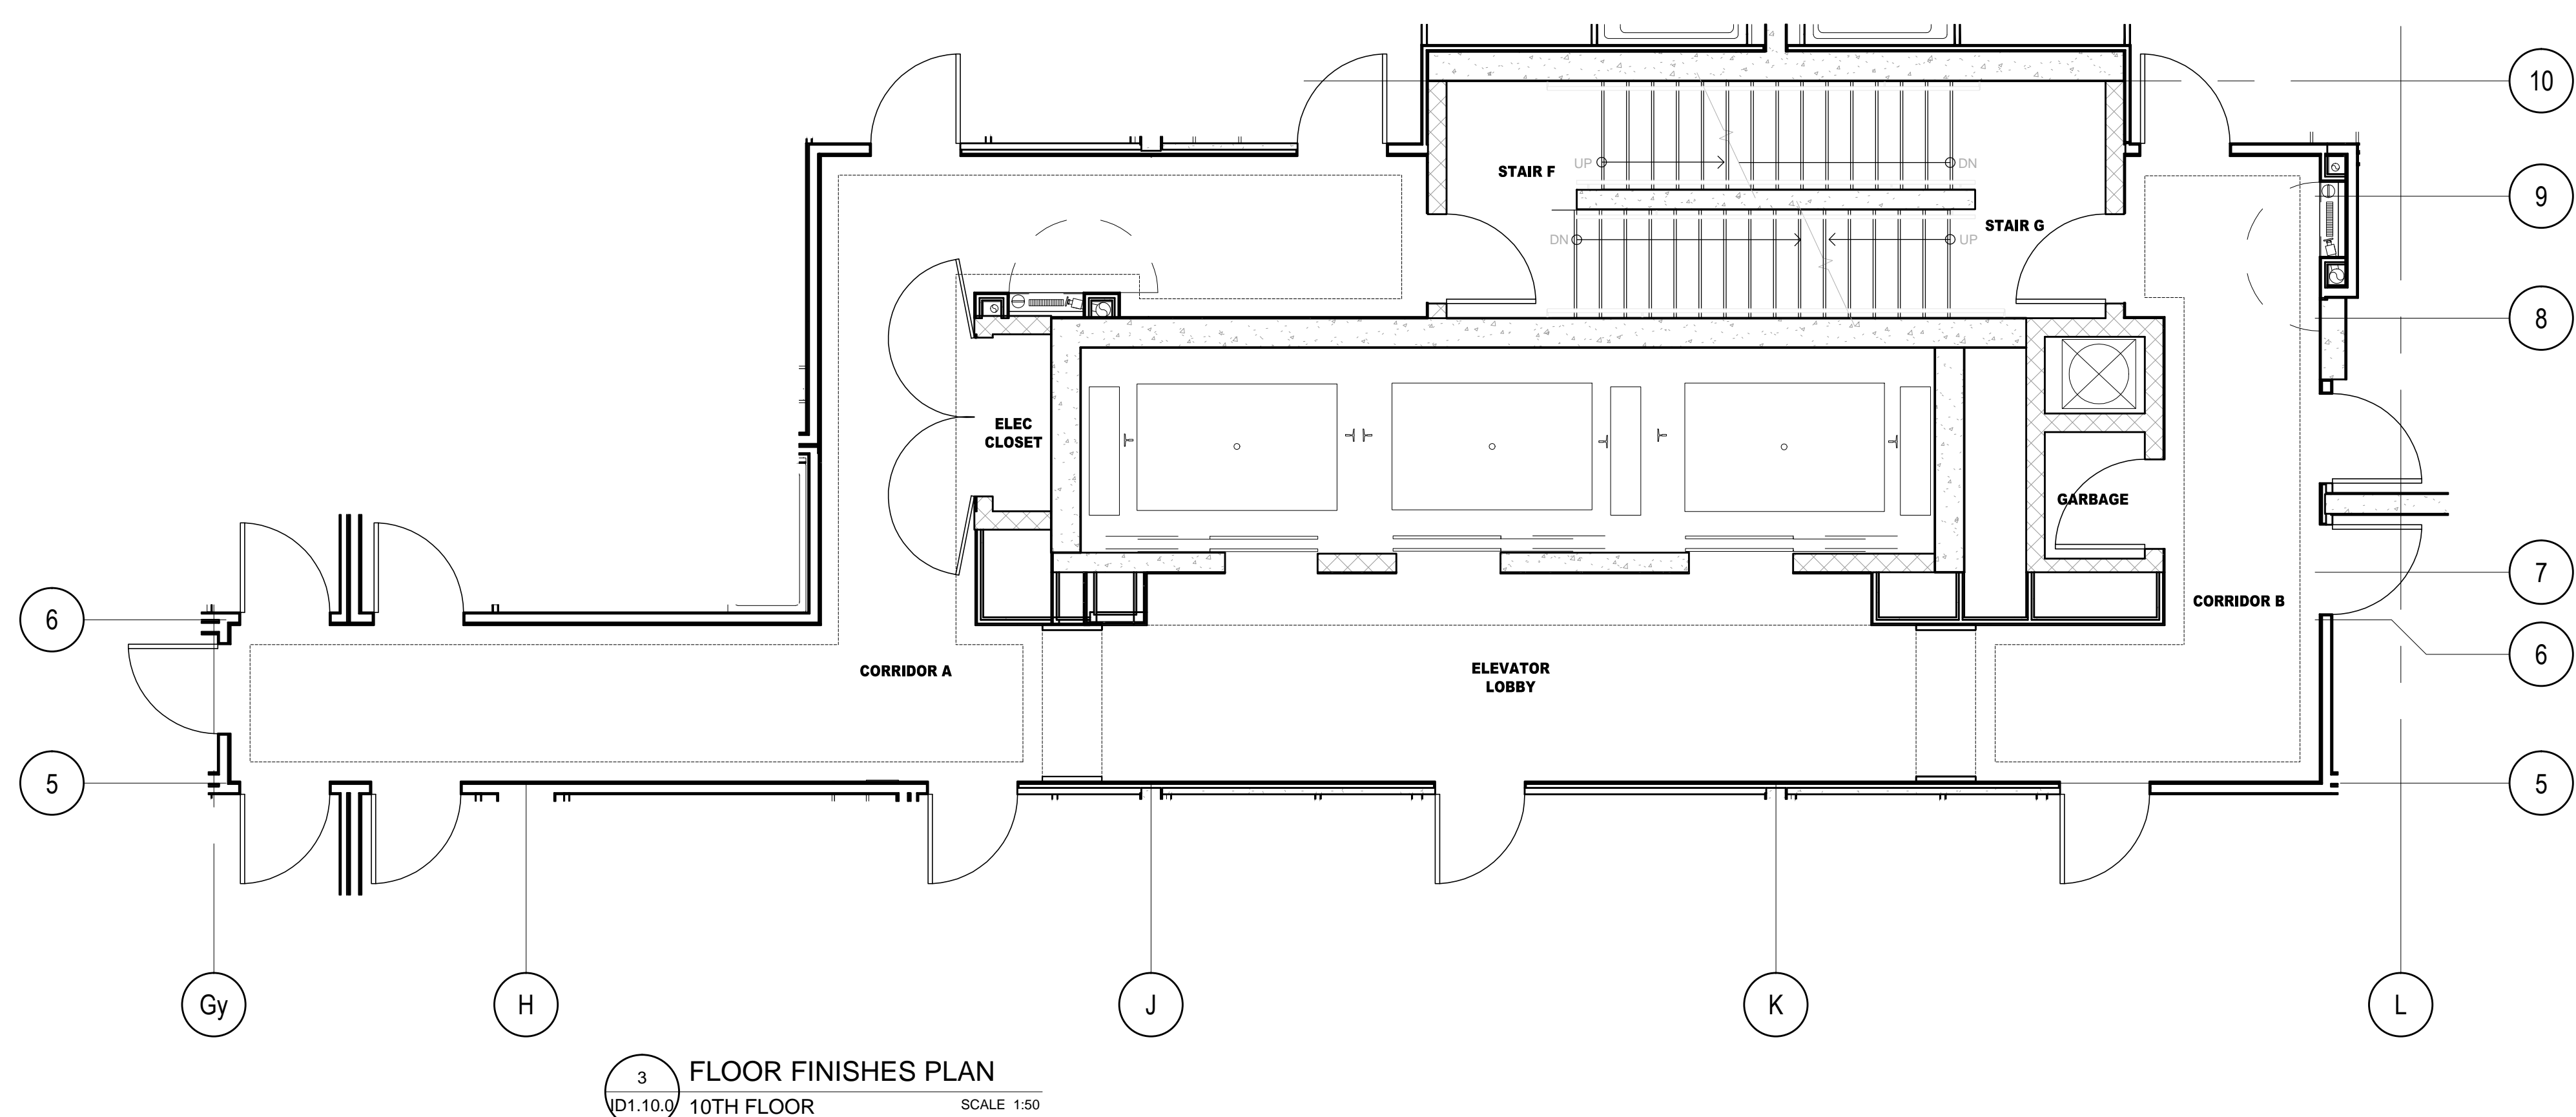 10
UP
DN
STAIR F
9
STAIR G
DN
UP
8
ELEC
CLOSET
GARBAGE
7
CORRIDOR B
6
6
CORRIDOR A
ELEVATOR
LOBBY
5
5
Gy
H
J
K
L
3
FLOOR FINISHES PLAN
ID1.10.0
10TH FLOOR
SCALE 1:50